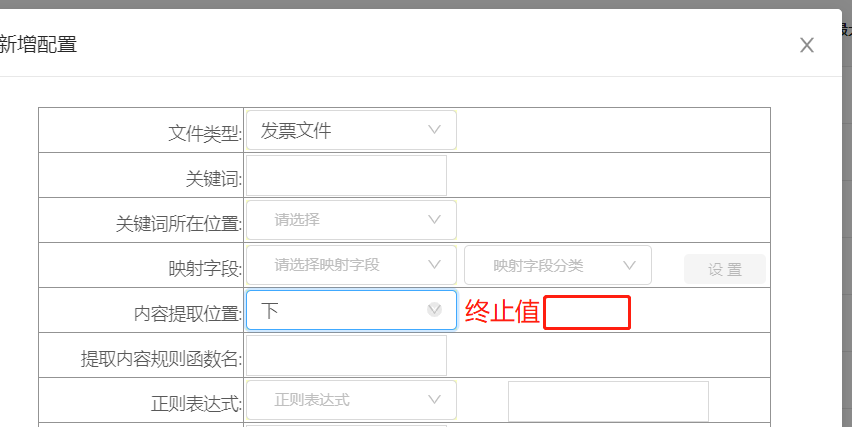 新增配置
文件类型: 发票文件
关键词:
关键词所在位置: 请选择
映射字段: 请选择映射字段 映射字段分类 设 置
内容提取位置: 下 终止值
提取内容规则函数名:
正则表达式: 正则表达式